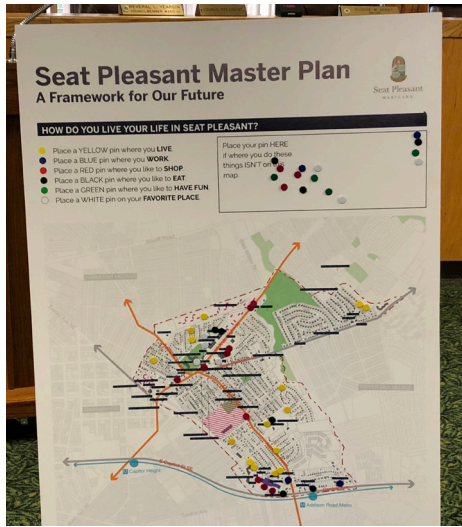 Seat Pleasant Master Plan
A Framework for Our Future
Seat Pleasant
MARYLAND
HOW DO YOU LIVE YOUR LIFE IN SEAT PLEASANT?
Place a YELLOW pin where you LIVE
Place a BLUE pin where you WORK.
Place a RED pin where you like to SHOP
Place a BLACK pin where you like to EAT.
Place a GREEN pin where you like to HAVE FUN
Place a WHITE pin on your FAVORITE PLACE
Place your pin HERE
if where you do these
things ISN'T on
map.
E Capitol St SE
Capitol Heights
Addison Road Metro